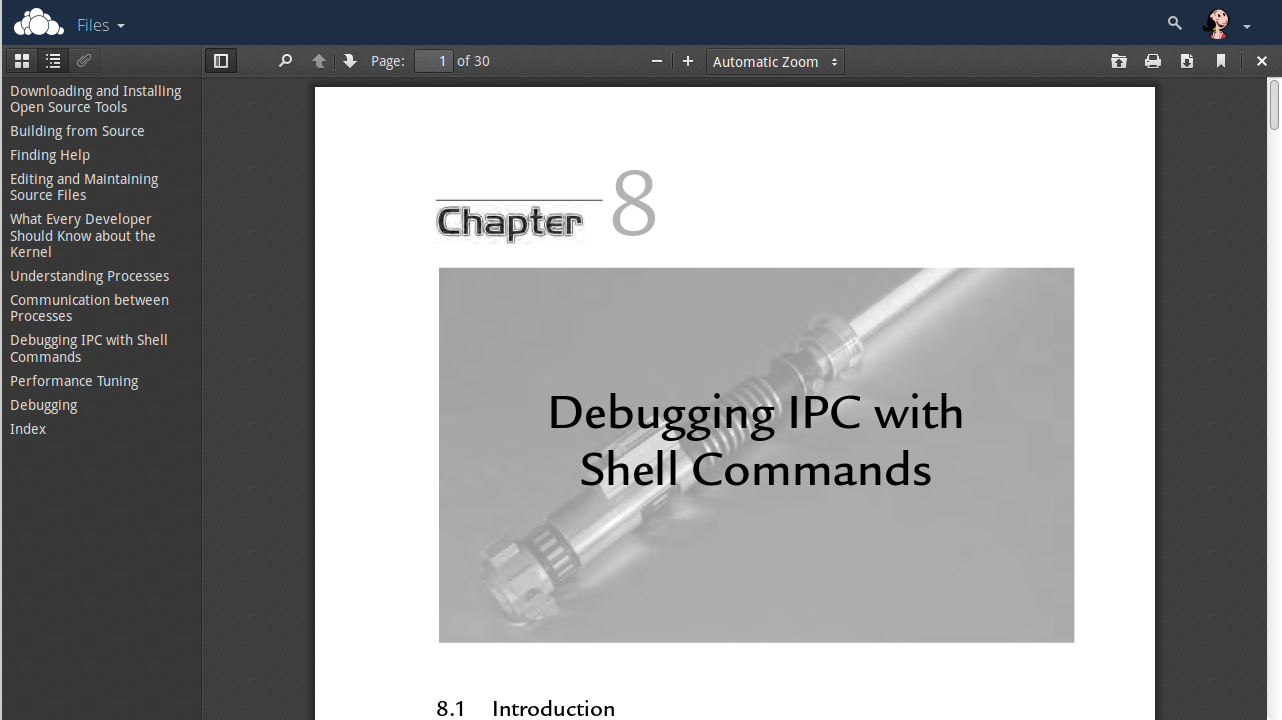 Files
Page: 1 of 30
Automatic Zoom
Downloading and Installing
Open Source Tools
Building from Source
Finding Help
Editing and Maintaining
Source Files
What Every Developer
Should Know about the
Kernel
Understanding Processes
Communication between
Processes
Debugging IPC with Shell
Commands
Performance Tuning
Debugging
Index
Chapter 8
Debugging IPC with
Shell Commands
8.1 Introduction